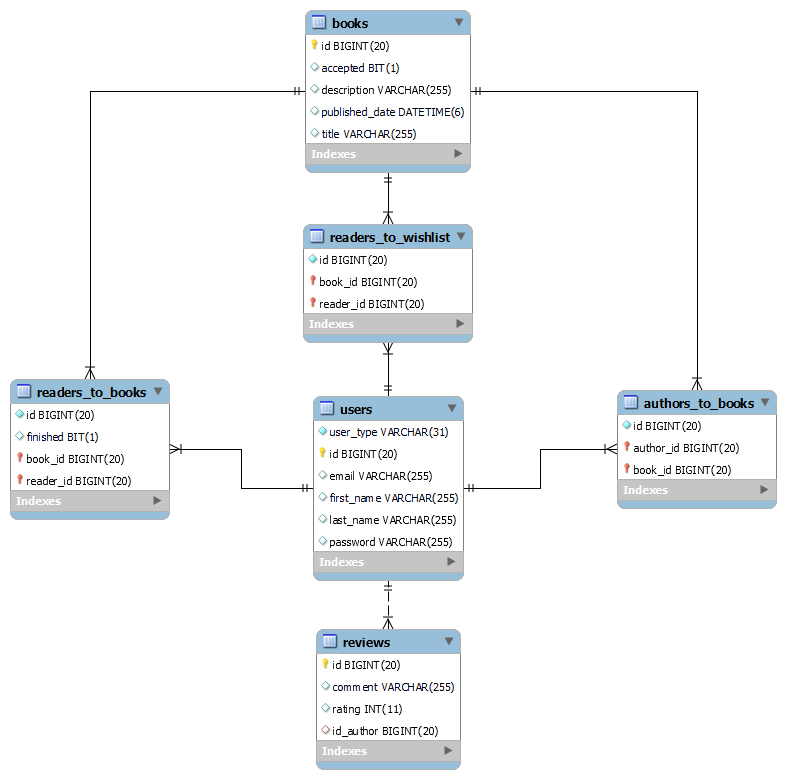 books
id BIGINT(20)
accepted BIT(1)
description VARCHAR(255)
published_date DATETIME(6)
title VARCHAR(255)
Indexes
readers_to_wishlist
id BIGINT(20)
book_id BIGINT(20)
reader_id BIGINT(20)
Indexes
readers_to_books
id BIGINT(20)
finished BIT(1)
book_id BIGINT(20)
reader_id BIGINT(20)
Indexes
users
user_type VARCHAR(31)
id BIGINT(20)
email VARCHAR(255)
first_name VARCHAR(255)
last_name VARCHAR(255)
password VARCHAR(255)
Indexes
authors_to_books
id BIGINT(20)
author_id BIGINT(20)
book_id BIGINT(20)
Indexes
reviews
id BIGINT(20)
comment VARCHAR(255)
rating INT(11)
id_author BIGINT(20)
Indexes